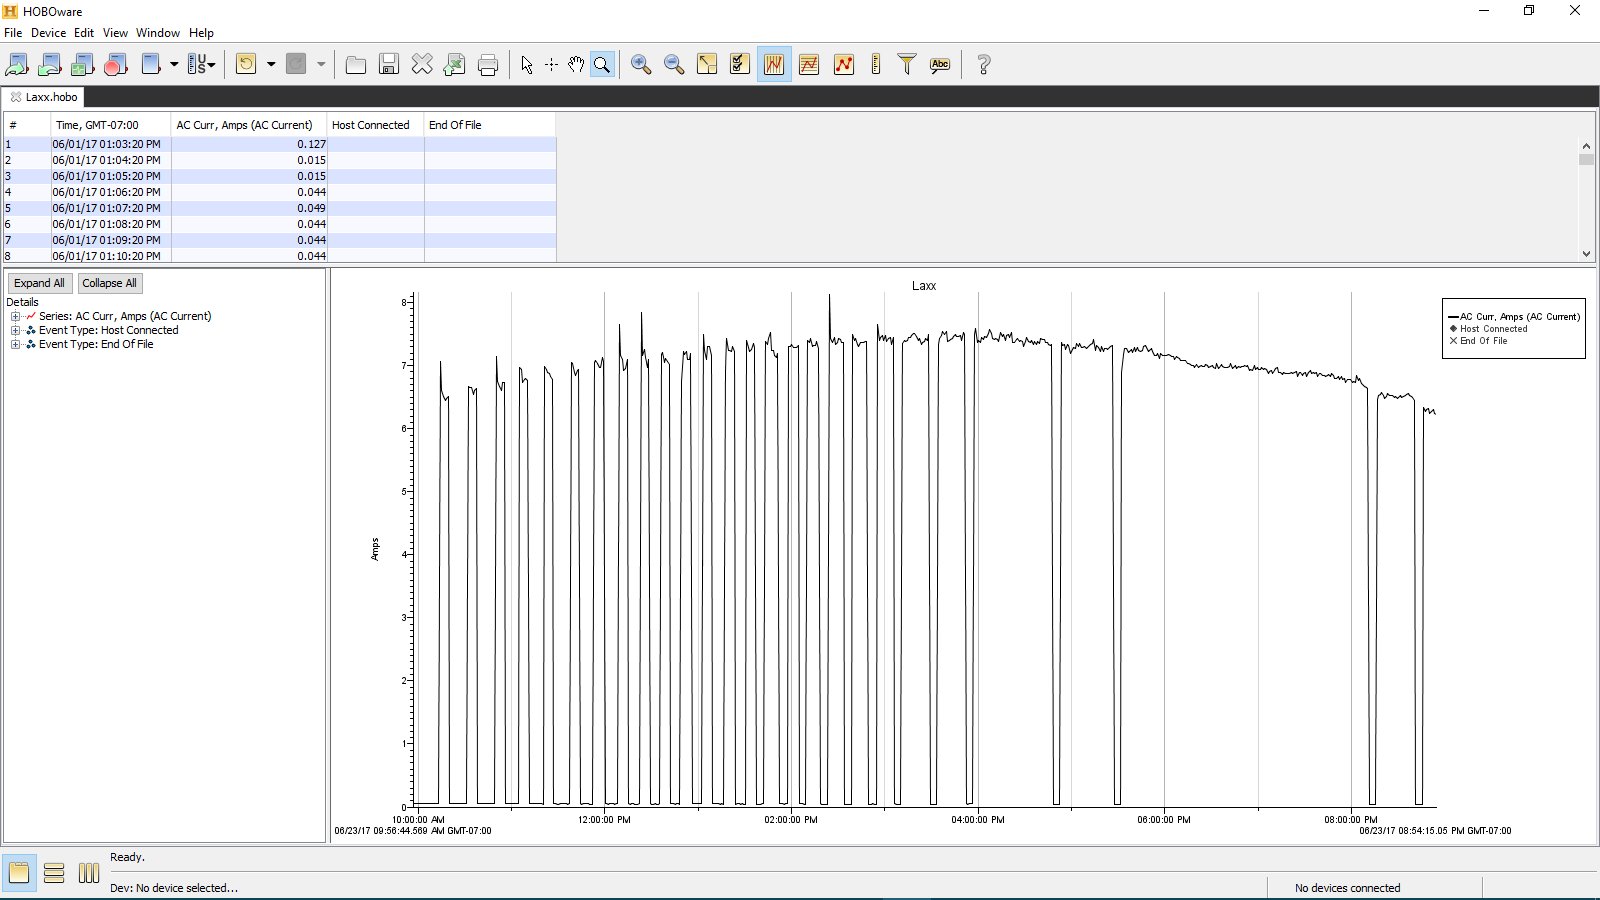 HOBOware
File Device Edit View Window Help
U S
Abc
Laxx.hobo
# Time, GMT-07:00 AC Curr, Amps (AC Current) Host Connected End Of File
1 06/01/17 01:03:20 PM 0.127
2 06/01/17 01:04:20 PM 0.015
3 06/01/17 01:05:20 PM 0.015
4 06/01/17 01:06:20 PM 0.044
5 06/01/17 01:07:20 PM 0.049
6 06/01/17 01:08:20 PM 0.044
7 06/01/17 01:09:20 PM 0.044
8 06/01/17 01:10:20 PM 0.044
Expand All Collapse All
Details
Series: AC Curr, Amps (AC Current)
Event Type: Host Connected
Event Type: End Of File
Laxx
AC Curr, Amps (AC Current)
Host Connected
End Of File
8
7
6
5
4
3
2
1
0
Amps
10:00:00 AM 12:00:00 PM 02:00:00 PM 04:00:00 PM 06:00:00 PM 08:00:00 PM
06/23/17 09:56:44.569 AM GMT-07:00 06/23/17 08:54:15.05 PM GMT-07:00
Ready.
Dev: No device selected...
No devices connected